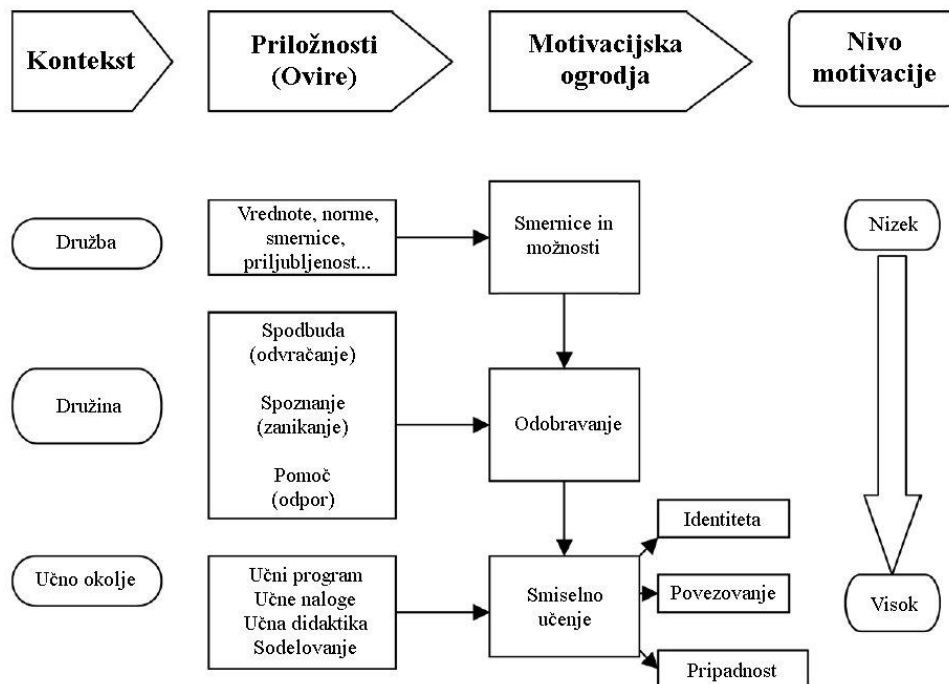 Kontekst
Priložnosti
(Ovire)
Motivacijska
ogrodja
Nivo
motivacije
Družba
Vrednote, norme,
smernice,
priljubljenost...
Smernice in
možnosti
Nizek
Družina
Spodbuda
(odvračanje)
Spoznanje
(zanikanje)
Pomoč
(odpor)
Odobravanje
Učno okolje
Učni program
Učne naloge
Učna didaktika
Sodelovanje
Smiselno
učenje
Identiteta
Povezovanje
Pripadnost
Visok